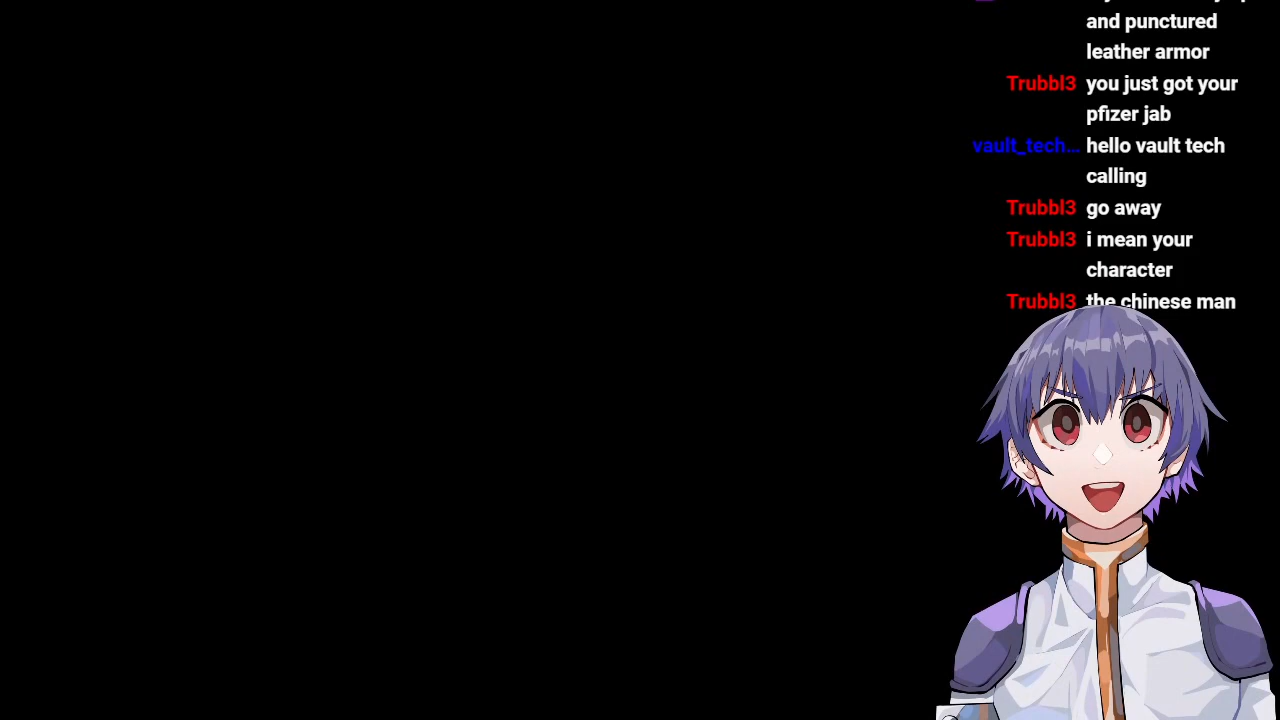 and punctured
leather armor
Trubbl3 you just got your
pfizer jab
vault_tech… hello vault tech
calling
Trubbl3 go away
Trubbl3 i mean your
character
Trubbl3 the chinese man